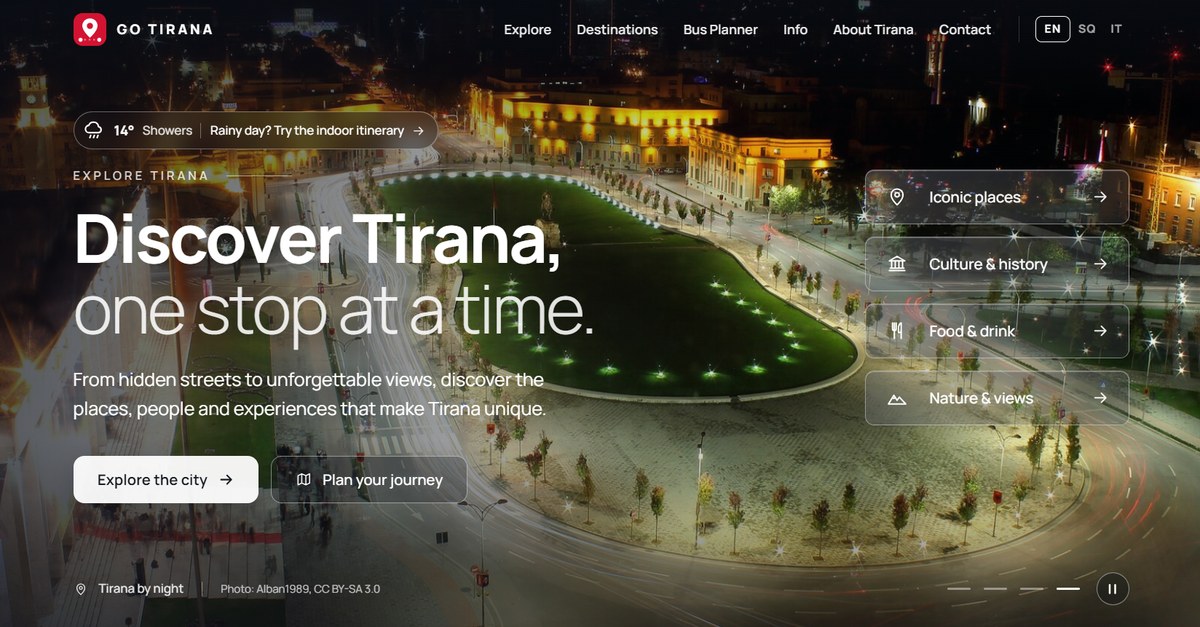 GO TIRANA
Explore Destinations Bus Planner Info About Tirana Contact EN SQ IT
14° Showers Rainy day? Try the indoor itinerary →
EXPLORE TIRANA
Discover Tirana,
one stop at a time.
From hidden streets to unforgettable views, discover the
places, people and experiences that make Tirana unique.
Explore the city →
Plan your journey
Iconic places →
Culture & history →
Food & drink →
Nature & views →
Tirana by night
Photo: Alban1989, CC BY-SA 3.0